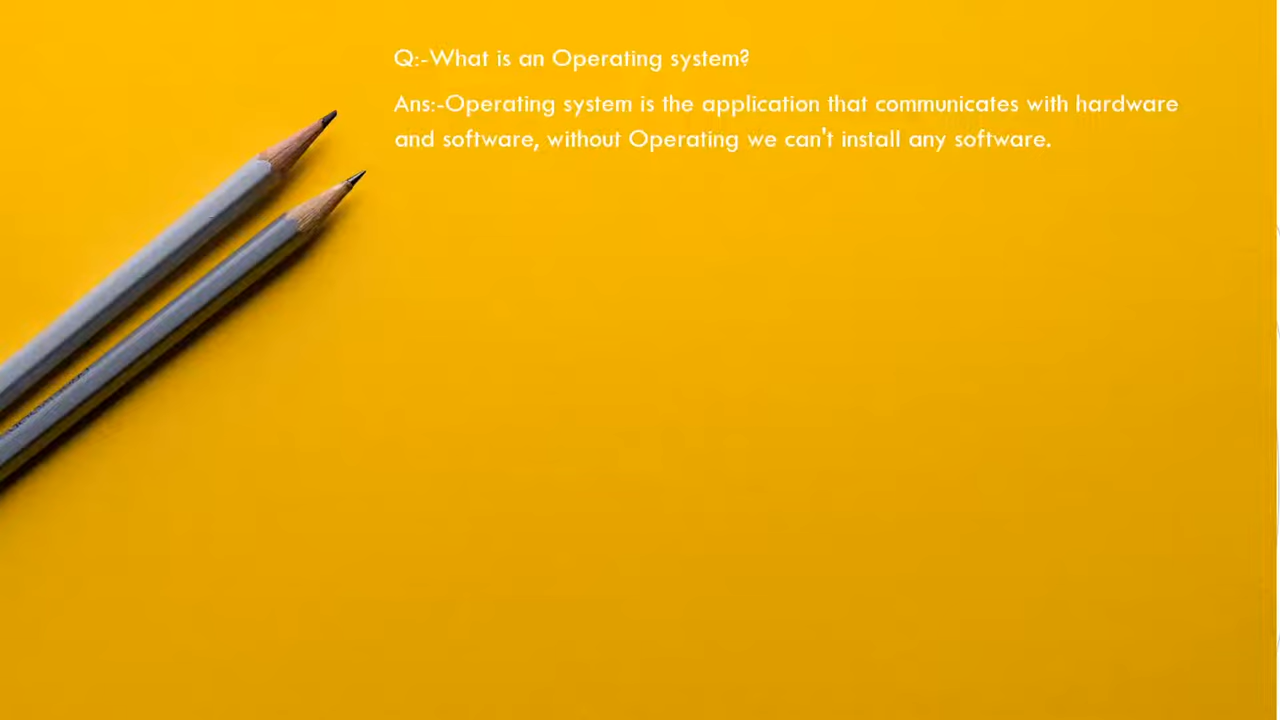 Q:-What is an Operating system?
Ans:-Operating system is the application that communicates with hardware
and software, without Operating we can't install any software.